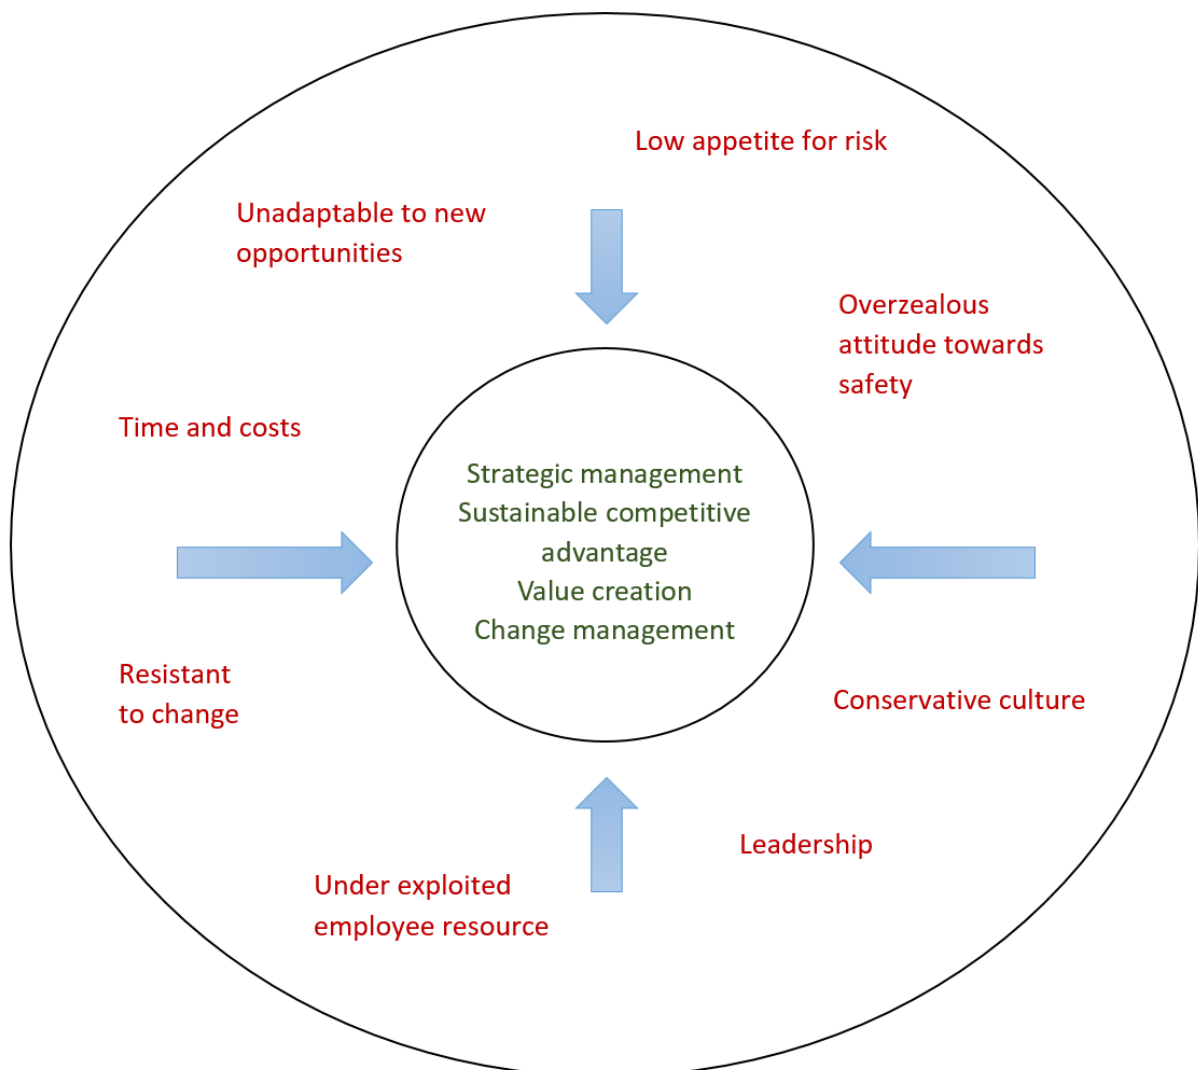 Low appetite for risk
Unadaptable to new
opportunities
Overzealous
attitude towards
safety
Time and costs
Strategic management
Sustainable competitive
advantage
Value creation
Change management
Resistant
to change
Conservative culture
Leadership
Under exploited
employee resource